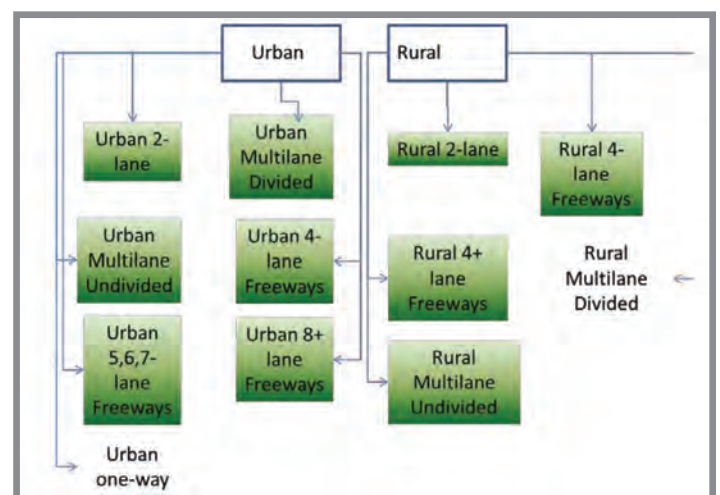 Urban
Rural
Urban 2-
lane
Urban
Multilane
Divided
Rural 2-lane
Rural 4-
lane
Freeways
Urban
Multilane
Undivided
Urban 4-
lane
Freeways
Rural 4+
lane
Freeways
Rural
Multilane
Divided
Urban
5,6,7-
lane
Freeways
Urban 8+
lane
Freeways
Rural
Multilane
Undivided
Urban
one-way